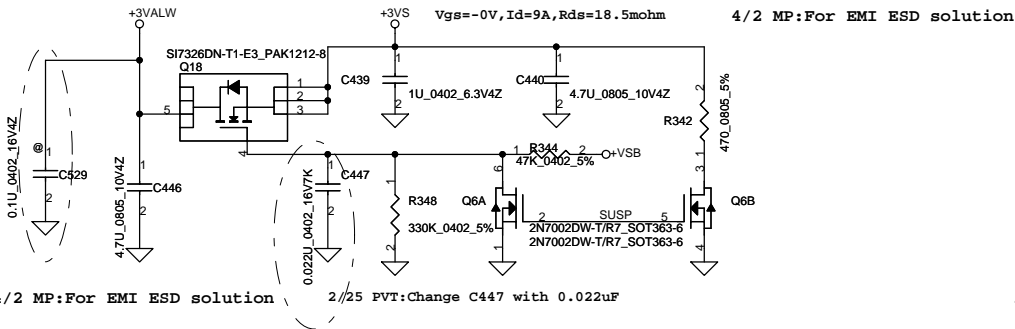 +3VALW
+3VS
Vgs=-0V,Id=9A,Rds=18.5mohm
4/2 MP:For EMI ESD solution
SI7326DN-T1-E3_PAK1212-8
Q18
5
1
2
3
4
C439
1
2
1U_0402_6.3V4Z
C440
1
2
4.7U_0805_10V4Z
R342
2
1
470_0805_5%
0.1U_0402_16V4Z
@
1
2
C529
4.7U_0805_10V4Z
1
2
C446
0.022U_0402_16V7K
1
2
C447
R348
1
2
330K_0402_5%
R344
1
2
47K_0402_5%
+VSB
Q6A
6
1
2
SUSP
5
2N7002DW-T/R7_SOT363-6
2N7002DW-T/R7_SOT363-6
3
4
Q6B
/2 MP:For EMI ESD solution
2/25 PVT:Change C447 with 0.022uF